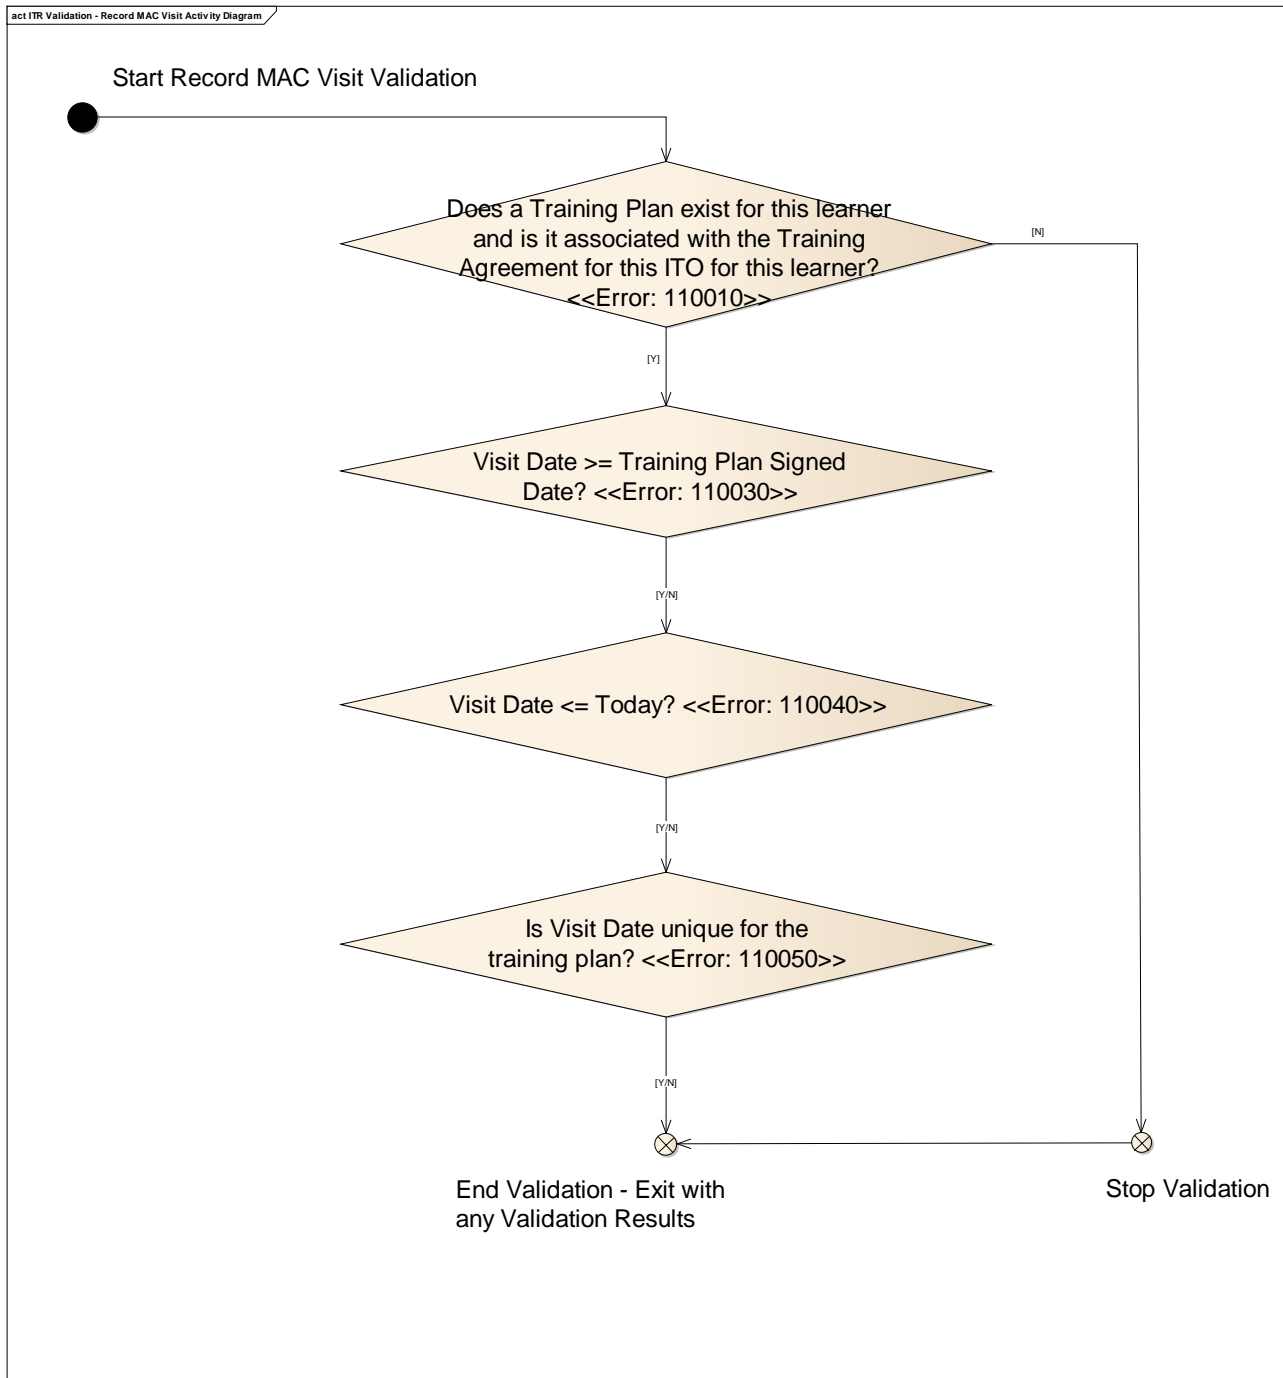 act ITR Validation - Record MAC Visit Activity Diagram
Start Record MAC Visit Validation
Does a Training Plan exist for this learner
and is it associated with the Training
Agreement for this ITO for this learner?
<<Error: 110010>>
[N]
[Y]
Visit Date >= Training Plan Signed
Date? <<Error: 110030>>
[Y/N]
Visit Date <= Today? <<Error: 110040>>
[Y/N]
Is Visit Date unique for the
training plan? <<Error: 110050>>
[Y/N]
End Validation - Exit with
any Validation Results
Stop Validation